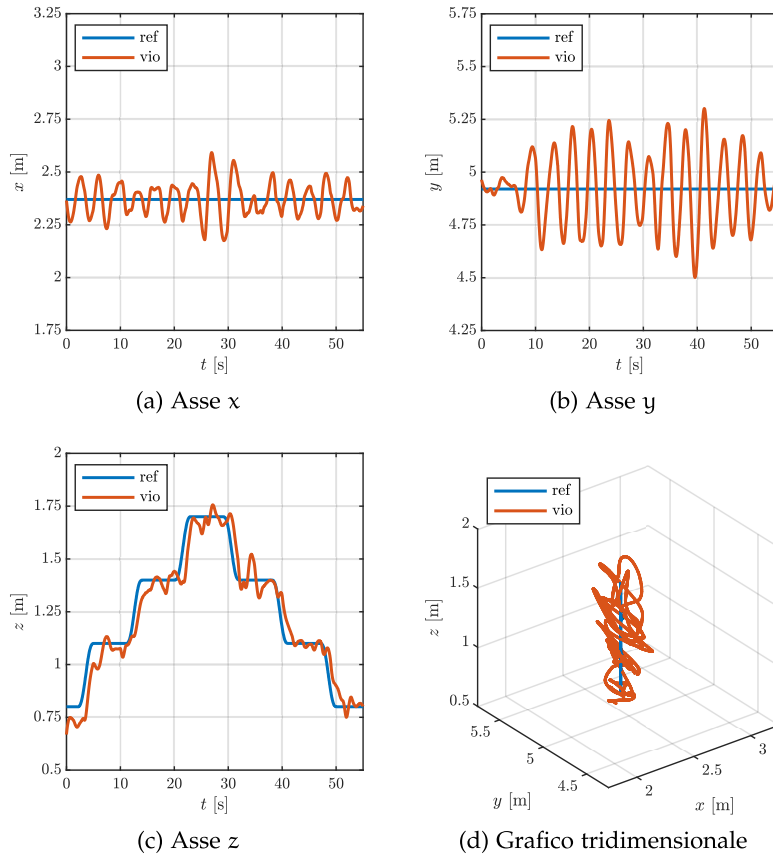 3.25
3
2.75
2.5
2.25
2
1.75
x [m]
ref
vio
0 10 20 30 40 50
t [s]
(a) Asse x
5.75
5.5
5.25
5
4.75
4.5
4.25
y [m]
ref
vio
0 10 20 30 40 50
t [s]
(b) Asse y
2
1.75
1.5
1.25
1
0.75
0.5
z [m]
ref
vio
0 10 20 30 40 50
t [s]
(c) Asse z
ref
vio
2
1.5
1
0.5
z [m]
5.5
5
4.5
y [m]
2
2.5
3
x [m]
(d) Grafico tridimensionale